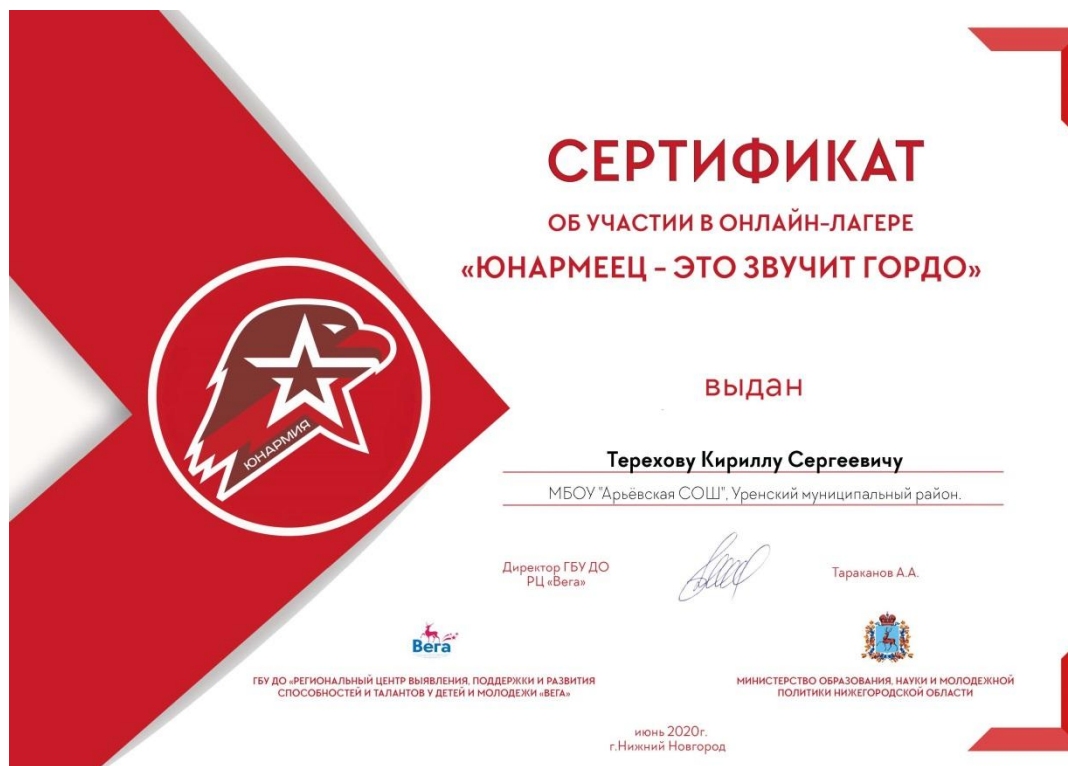 СЕРТИФИКАТ
ОБ УЧАСТИИ В ОНЛАЙН-ЛАГЕРЕ
«ЮНАРМЕЕЦ - ЭТО ЗВУЧИТ ГОРДО»
ЮНАРМИЯ
выдан
Терехову Кириллу Сергеевичу
МБОУ "Арьёвская СОШ", Уренский муниципальный район.
Директор ГБУ ДО
РЦ «Вега»
Тараканов А.А.
Вега
ГБУ ДО «РЕГИОНАЛЬНЫЙ ЦЕНТР ВЫЯВЛЕНИЯ, ПОДДЕРЖКИ И РАЗВИТИЯ
СПОСОБНОСТЕЙ И ТАЛАНТОВ У ДЕТЕЙ И МОЛОДЕЖИ «ВЕГА»
МИНИСТЕРСТВО ОБРАЗОВАНИЯ, НАУКИ И МОЛОДЕЖНОЙ
ПОЛИТИКИ НИЖЕГОРОДСКОЙ ОБЛАСТИ
июнь 2020г.
г.Нижний Новгород